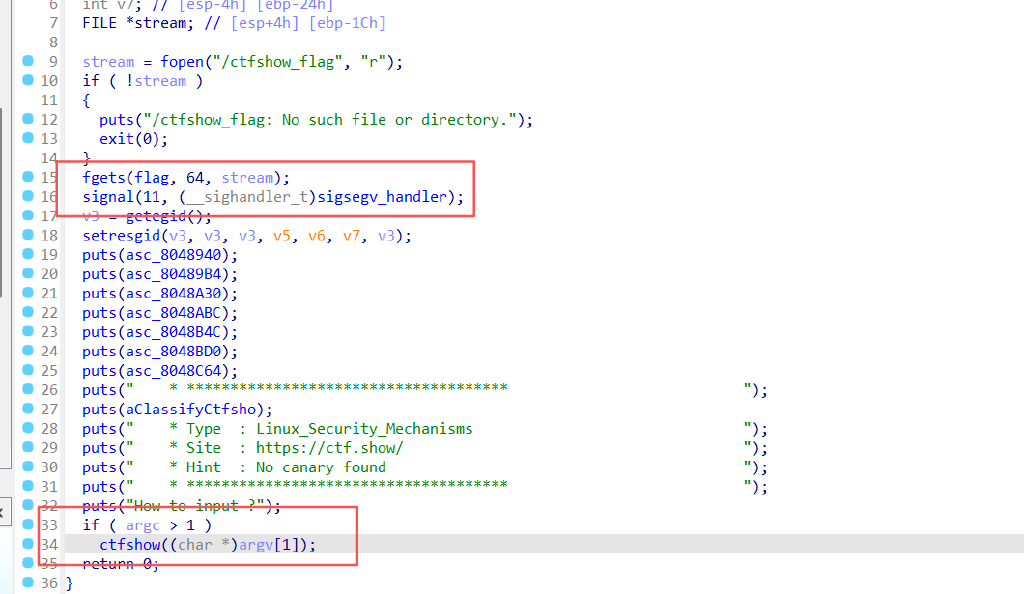 6 int v7; // [esp-4h] [ebp-24h]
7 FILE *stream; // [esp+4h] [ebp-1Ch]
8
9 stream = fopen("/ctfshow_flag", "r");
10 if ( !stream )
11 {
12 puts("/ctfshow_flag: No such file or directory.");
13 exit(0);
14 }
15 fgets(flag, 64, stream);
16 signal(11, (__sighandler_t)sigsegv_handler);
17 v3 = getegid();
18 setresgid(v3, v3, v3, v5, v6, v7, v3);
19 puts(asc_8048940);
20 puts(asc_80489B4);
21 puts(asc_8048A30);
22 puts(asc_8048ABC);
23 puts(asc_8048B4C);
24 puts(asc_8048BD0);
25 puts(asc_8048C64);
26 puts("    * *************************************                           ");
27 puts(aClassifyCtfsho);
28 puts("    * Type  : Linux_Security_Mechanisms                               ");
29 puts("    * Site  : https://ctf.show/                                       ");
30 puts("    * Hint  : No canary found                                         ");
31 puts("    * *************************************                           ");
32 puts("How to input ?");
33 if ( argc > 1 )
34 ctfshow((char *)argv[1]);
35 return 0;
36 }